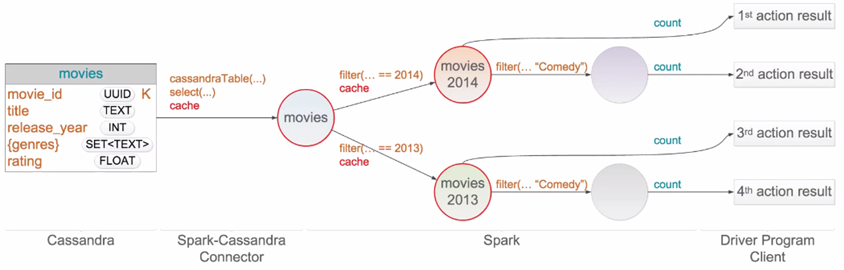 movies
movie_id UUID K
title TEXT
release_year INT
{genres} SET<TEXT>
rating FLOAT
cassandraTable(...)
select(...)
cache
movies
filter(... == 2014)
cache
filter(... == 2013)
cache
movies
2014
filter(... “Comedy”)
count
count
movies
2013
filter(... “Comedy”)
count
count
1st action result
2nd action result
3rd action result
4th action result
Cassandra
Spark-Cassandra
Connector
Spark
Driver Program
Client